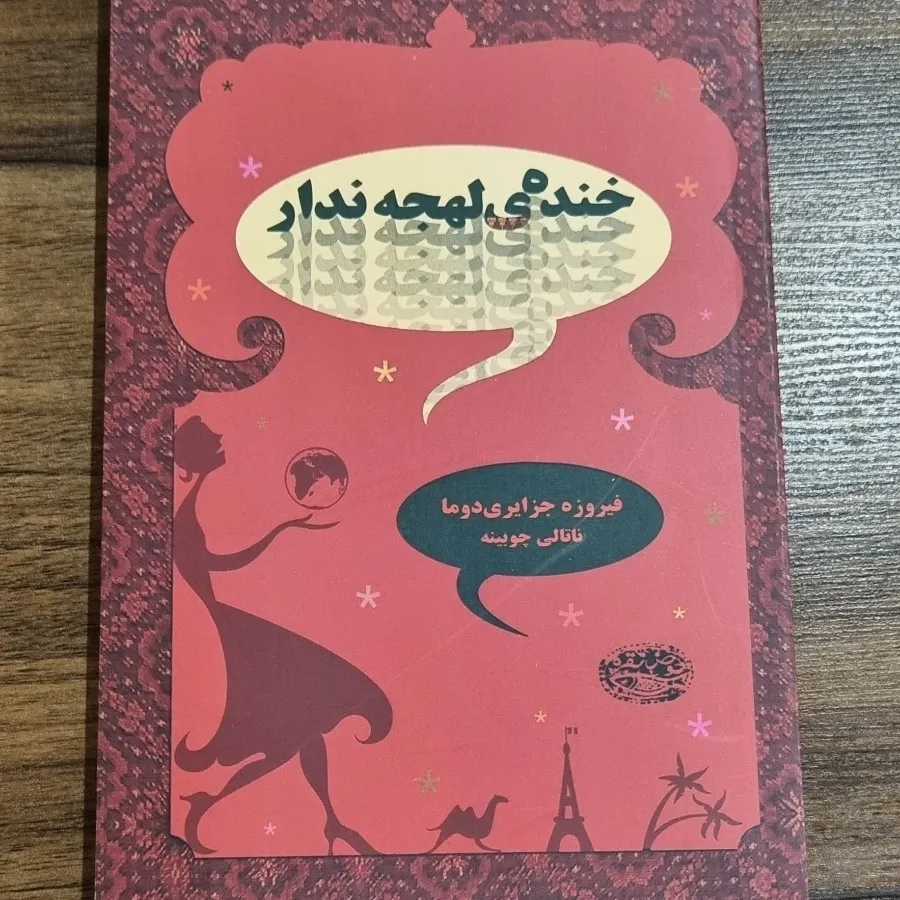 خنده‌ی لهجه ندار
فیروزه جزایری‌دوما
ناتالی چوبینه